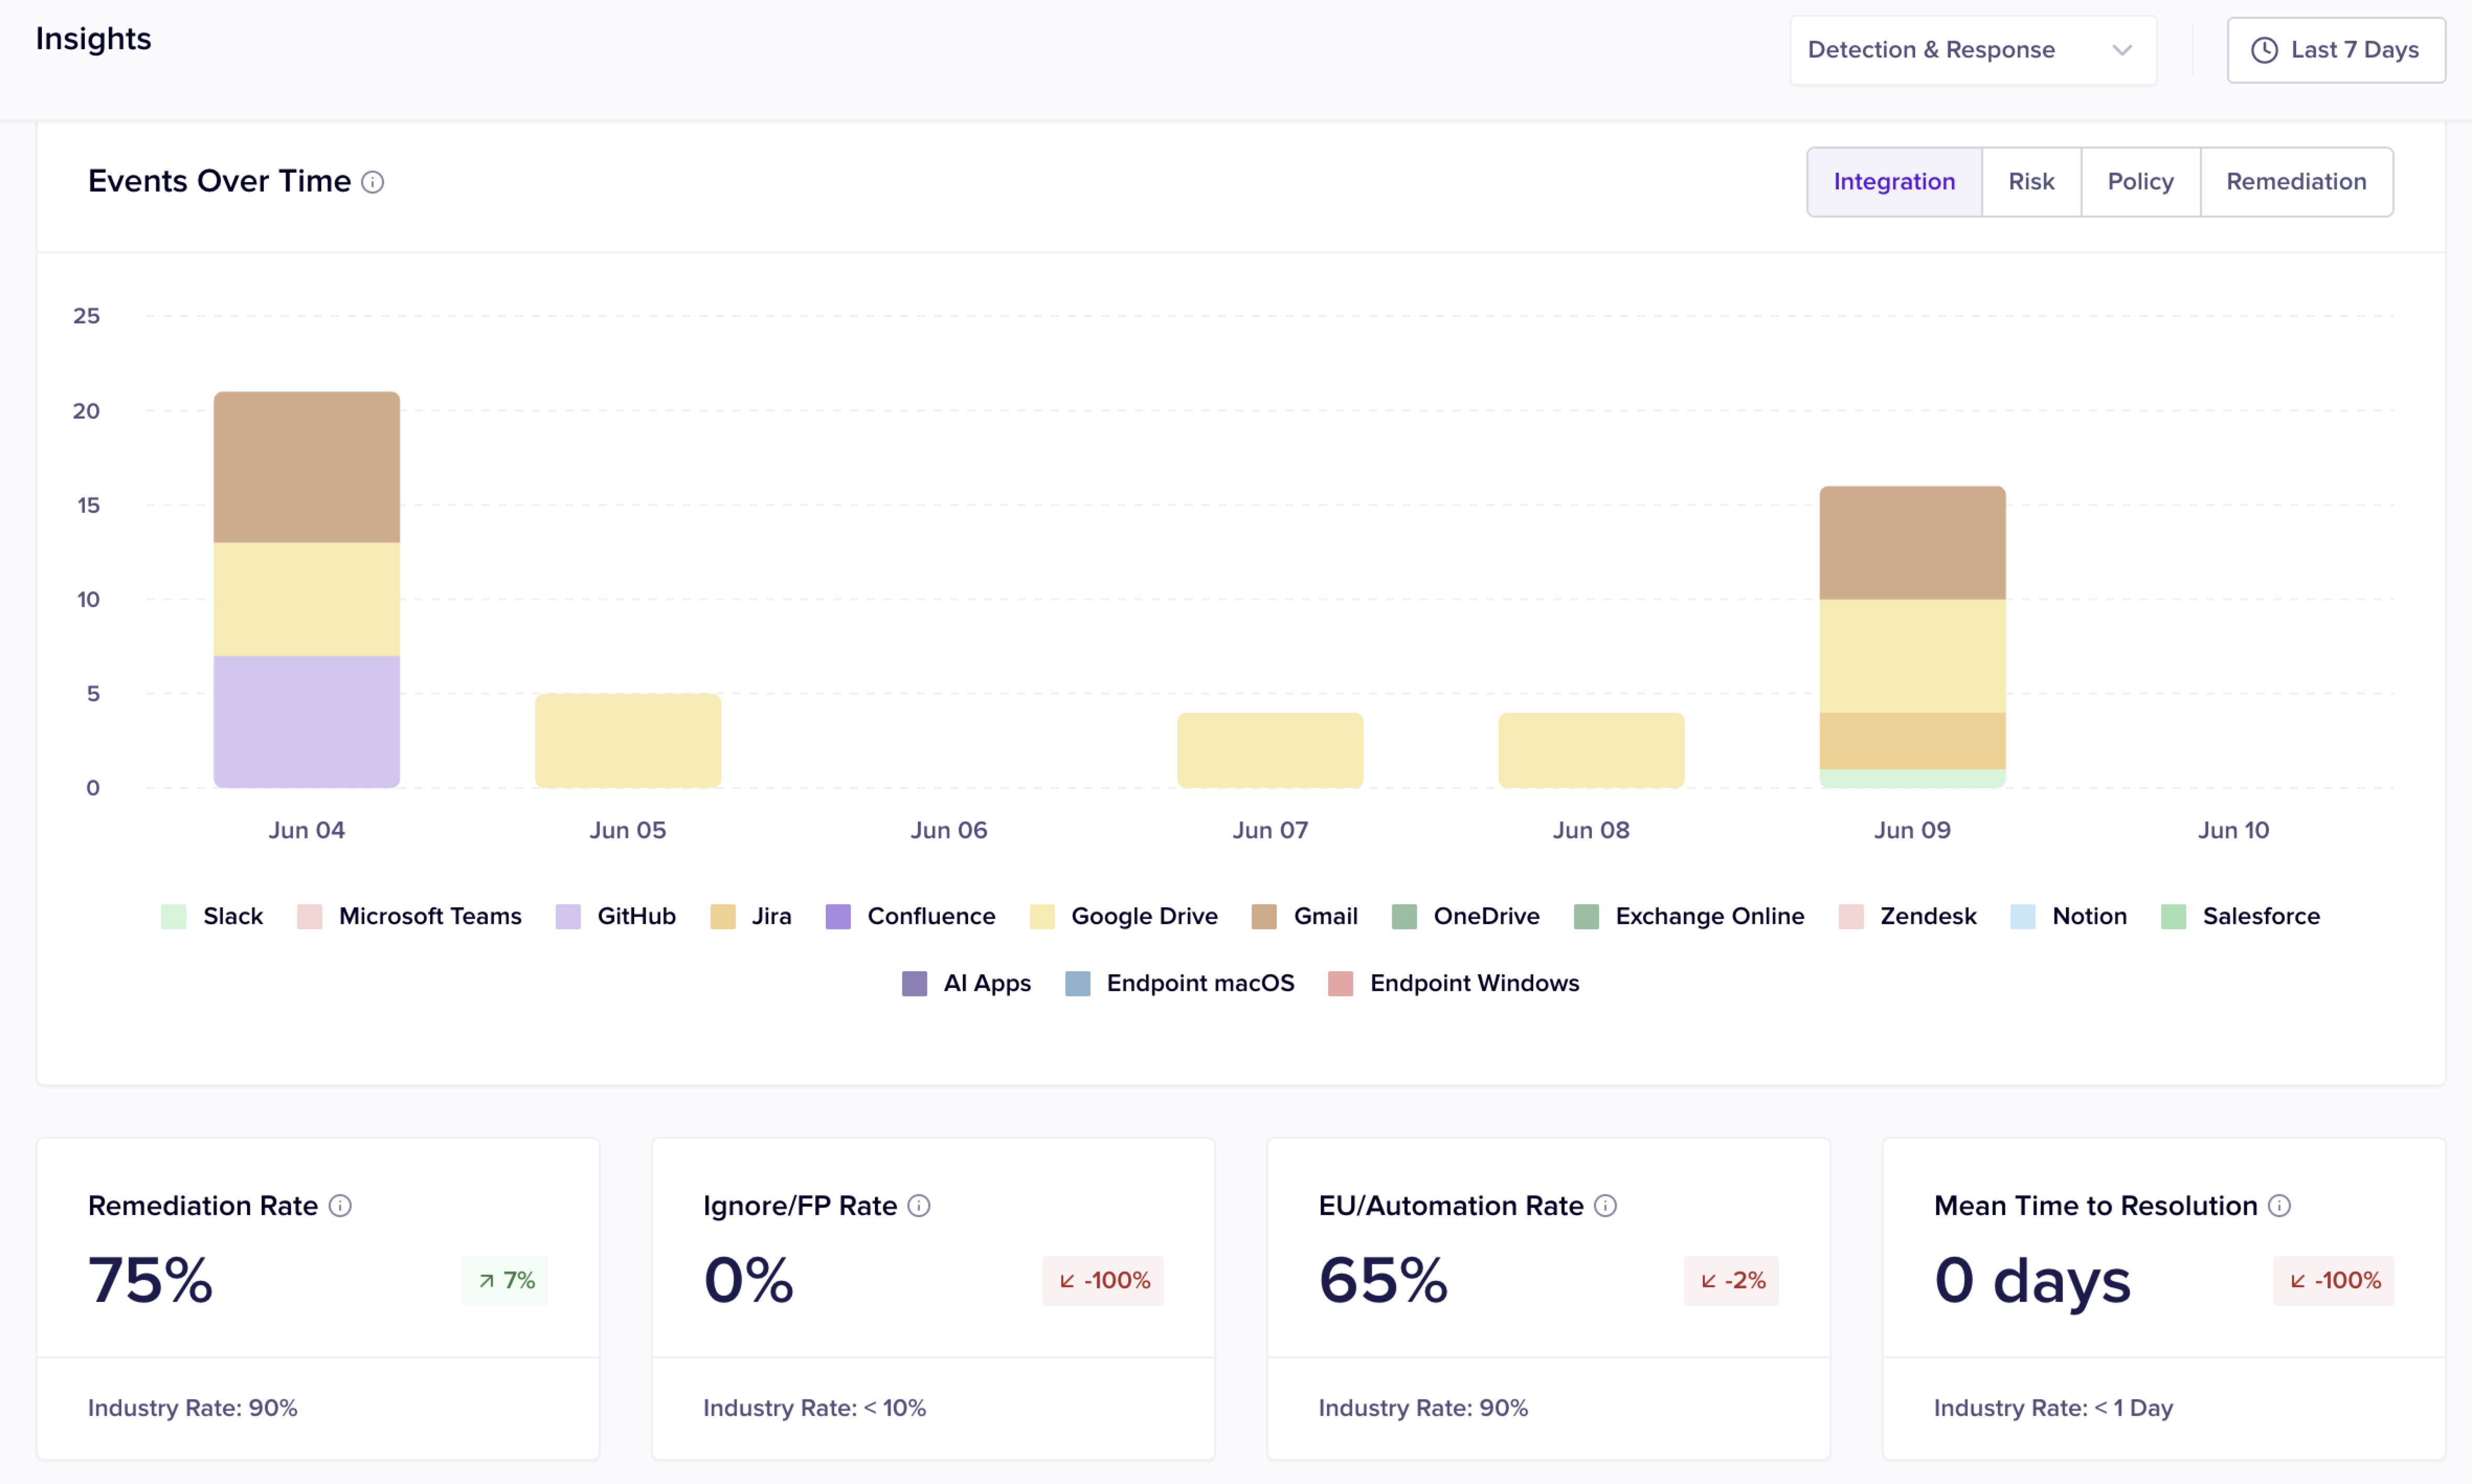 Insights
Detection & Response
Last 7 Days
Events Over Time
Integration
Risk
Policy
Remediation
25
20
15
10
5
0
Jun 04
Jun 05
Jun 06
Jun 07
Jun 08
Jun 09
Jun 10
Slack
Microsoft Teams
GitHub
Jira
Confluence
Google Drive
Gmail
OneDrive
Exchange Online
Zendesk
Notion
Salesforce
AI Apps
Endpoint macOS
Endpoint Windows
Remediation Rate
75%
7%
Industry Rate: 90%
Ignore/FP Rate
0%
-100%
Industry Rate: < 10%
EU/Automation Rate
65%
-2%
Industry Rate: 90%
Mean Time to Resolution
0 days
-100%
Industry Rate: < 1 Day